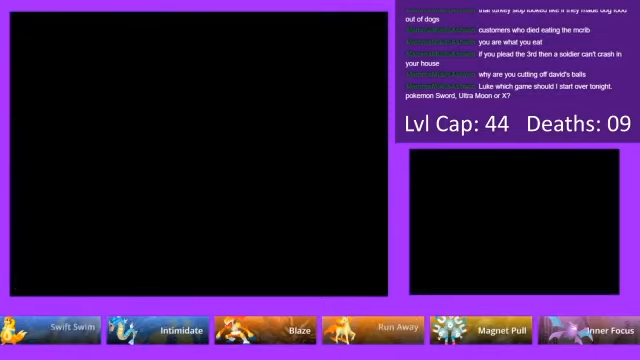 that turkey slop looked like if they made dog food
out of dogs
customers who died eating the mcrib
you are what you eat
if you plead the 3rd then a soldier can't crash in
your house
why are you cutting off david's balls
Luke which game should I start over tonight.
pokemon Sword, Ultra Moon or X?
Lvl Cap: 44 Deaths: 09
Swift Swim
Intimidate
Blaze
Run Away
Magnet Pull
Inner Focus